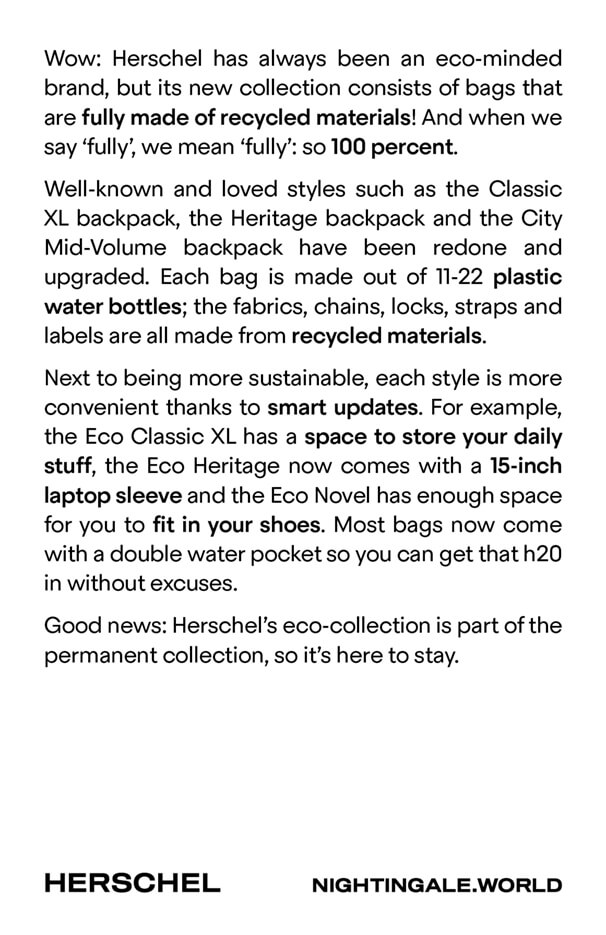 Wow: Herschel has always been an eco-minded
brand, but its new collection consists of bags that
are fully made of recycled materials! And when we
say ‘fully’, we mean ‘fully’: so 100 percent.
Well-known and loved styles such as the Classic
XL backpack, the Heritage backpack and the City
Mid-Volume backpack have been redone and
upgraded. Each bag is made out of 11-22 plastic
water bottles; the fabrics, chains, locks, straps and
labels are all made from recycled materials.
Next to being more sustainable, each style is more
convenient thanks to smart updates. For example,
the Eco Classic XL has a space to store your daily
stuff, the Eco Heritage now comes with a 15-inch
laptop sleeve and the Eco Novel has enough space
for you to fit in your shoes. Most bags now come
with a double water pocket so you can get that h20
in without excuses.
Good news: Herschel’s eco-collection is part of the
permanent collection, so it’s here to stay.
HERSCHEL
NIGHTINGALE.WORLD